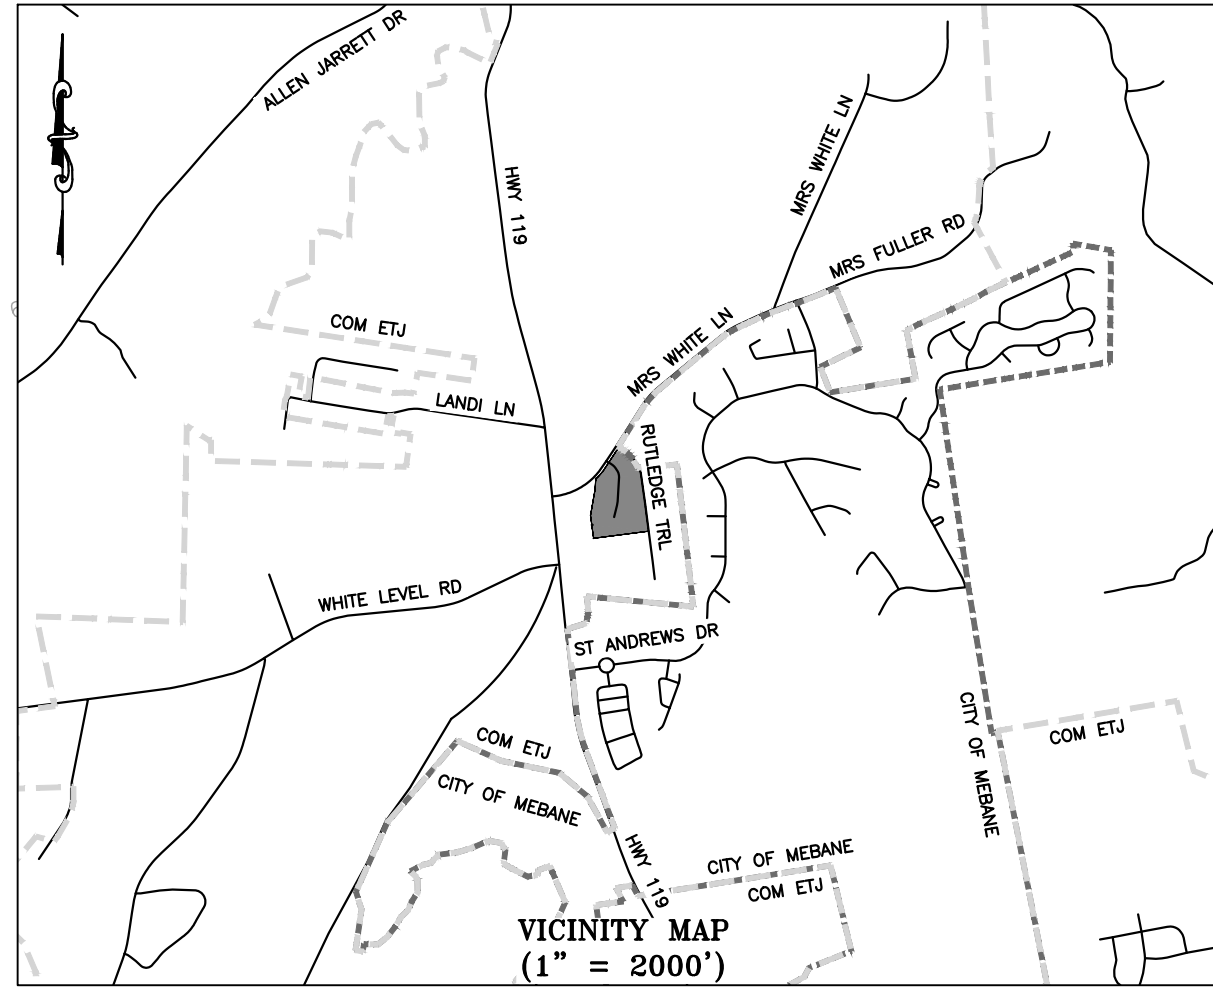 ALLEN JARRETT DR
HWY 119
MRS WHITE LN
MRS FULLER RD
COM ETJ
MRS WHITE LN
LANDI LN
RUTLEDGE TRL
WHITE LEVEL RD
ST ANDREWS DR
COM ETJ
CITY OF MEBANE
CITY OF MEBANE
COM ETJ
HWY 119
CITY OF MEBANE
COM ETJ
VICINITY MAP
(1" = 2000')